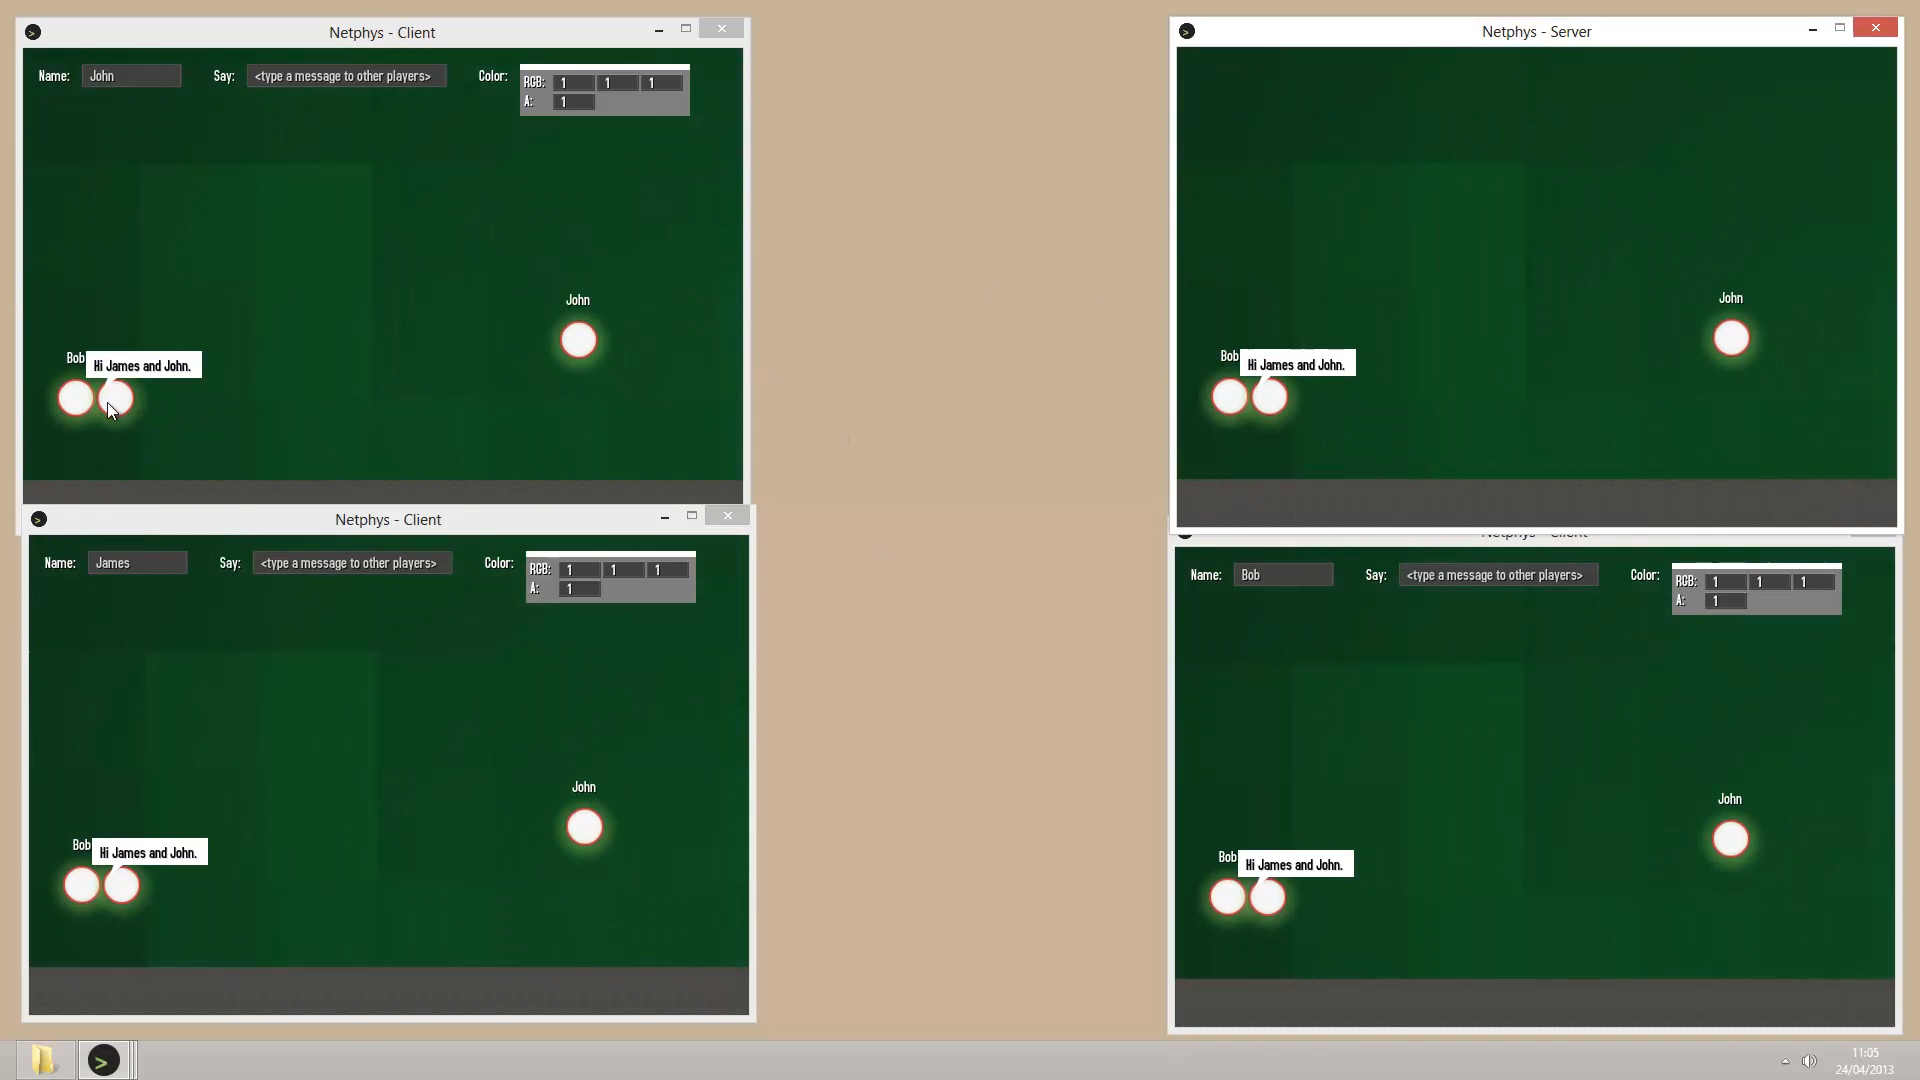 Netphys - Client
Name: John Say: <type a message to other players> Color: RGB: 1 1 1
A: 1
John
Bob
Hi James and John.
Netphys - Server
John
Bob
Hi James and John.
Netphys - Client
Name: James Say: <type a message to other players> Color: RGB: 1 1 1
A: 1
John
Bob
Hi James and John.
Netphys - Client
Name: Bob Say: <type a message to other players> Color: RGB: 1 1 1
A: 1
John
Bob
Hi James and John.
11:05
24/04/2013